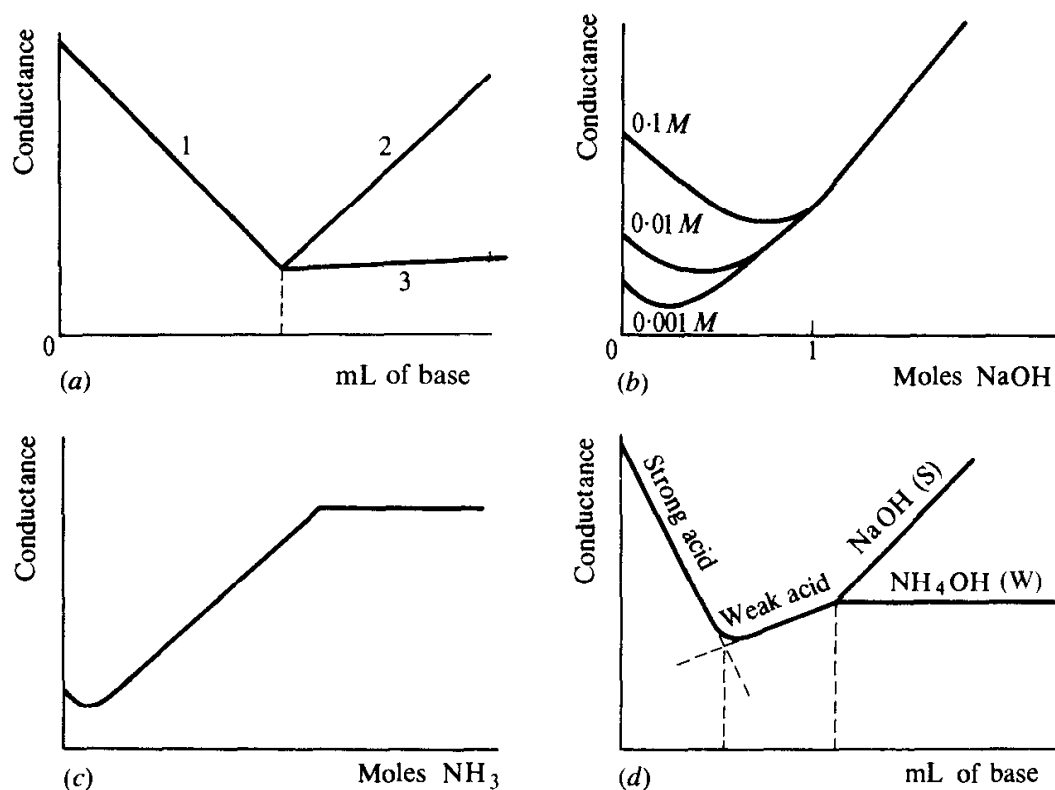 Conductance
1
2
3
0
(a)
mL of base
Conductance
0·1 M
0·01 M
0·001 M
0
1
(b)
Moles NaOH
Conductance
(c)
Moles NH₃
Conductance
Strong acid
Weak acid
NaOH (S)
NH₄OH (W)
(d)
mL of base